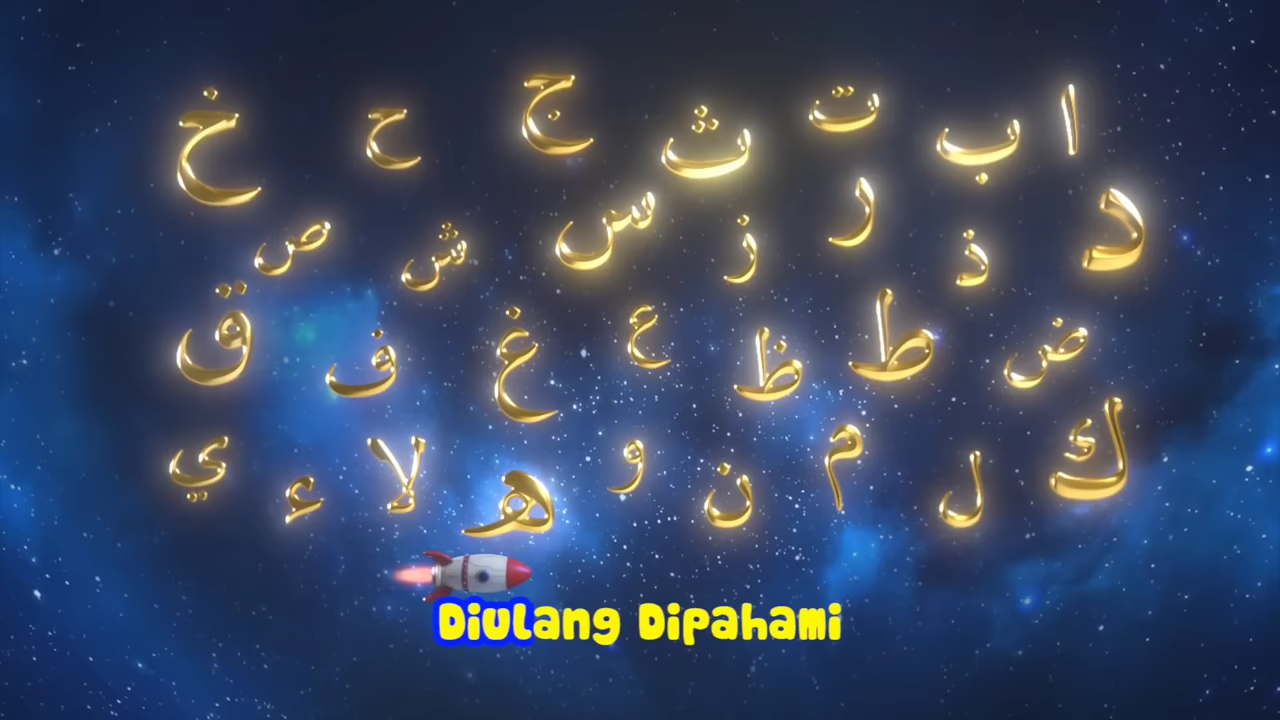 ا ب ت ث ج ح خ
د ذ ر ز س ش ص
ض ط ظ ع غ ف ق
ك ل م ن و ه لا ء ي
Diulang Dipahami